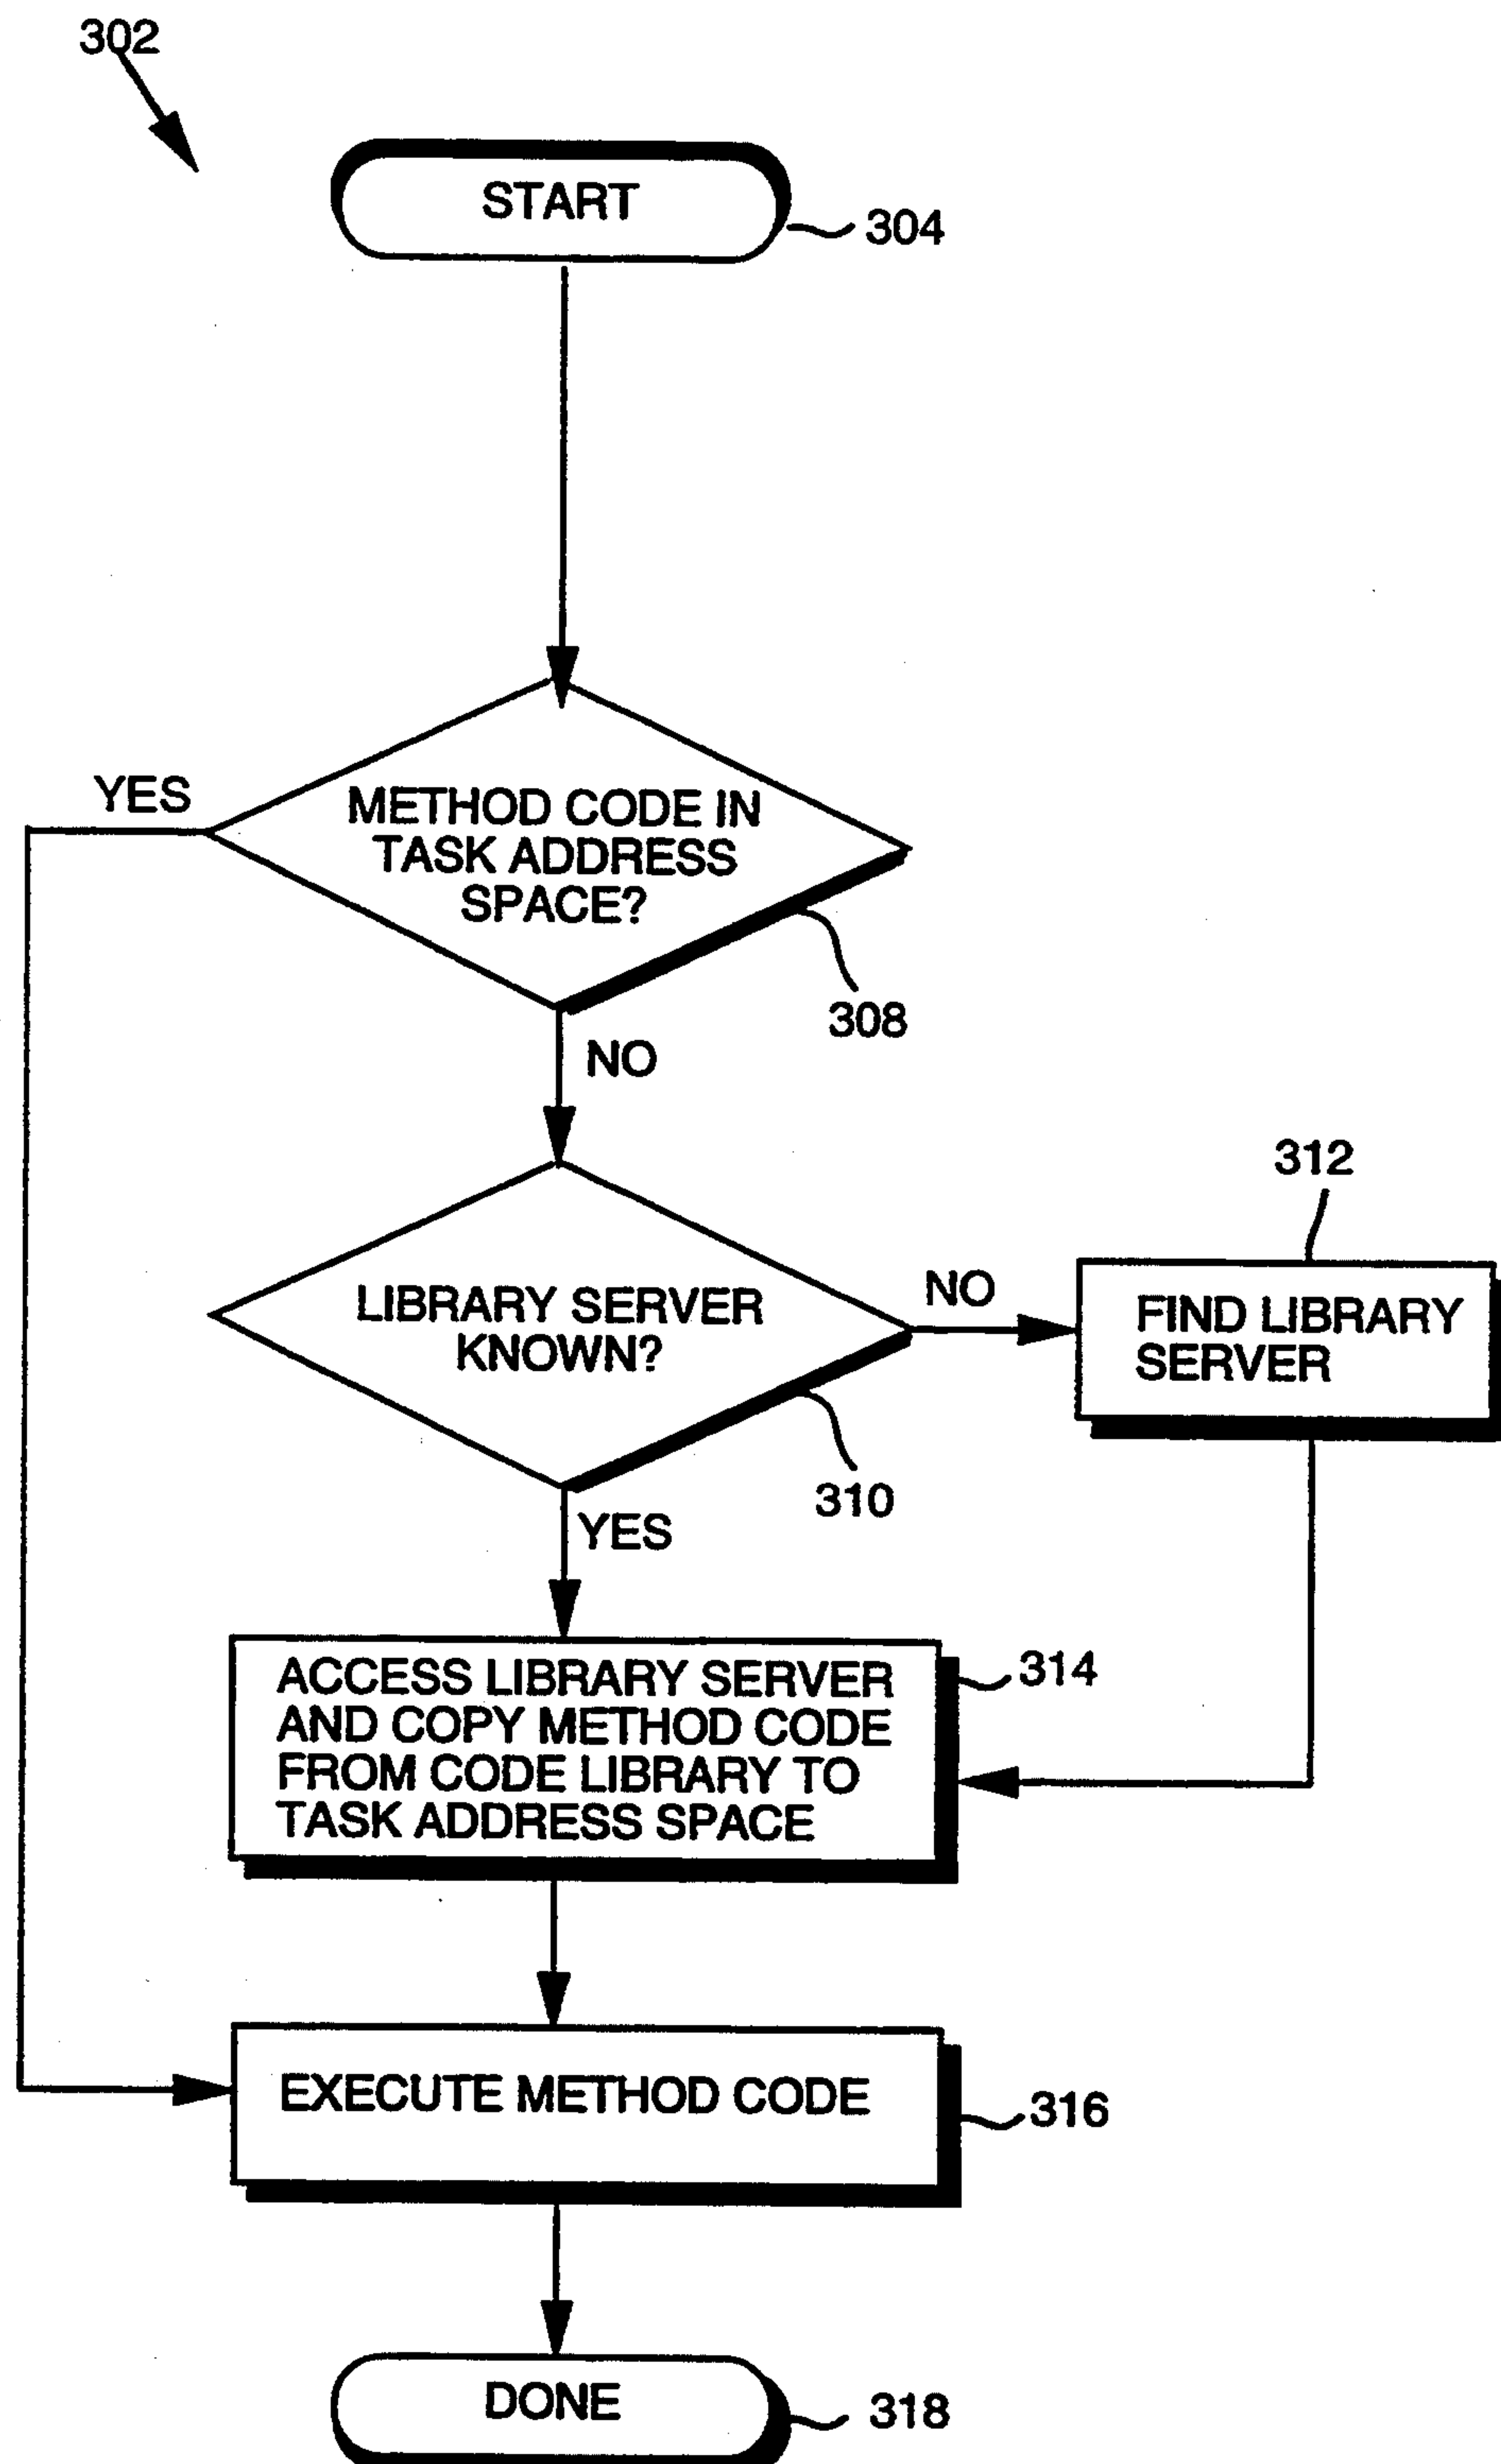 302
START
304
YES
METHOD CODE IN
TASK ADDRESS
SPACE?
308
NO
312
LIBRARY SERVER
KNOWN?
NO
FIND LIBRARY
SERVER
310
YES
ACCESS LIBRARY SERVER
AND COPY METHOD CODE
FROM CODE LIBRARY TO
TASK ADDRESS SPACE
314
EXECUTE METHOD CODE
316
DONE
318